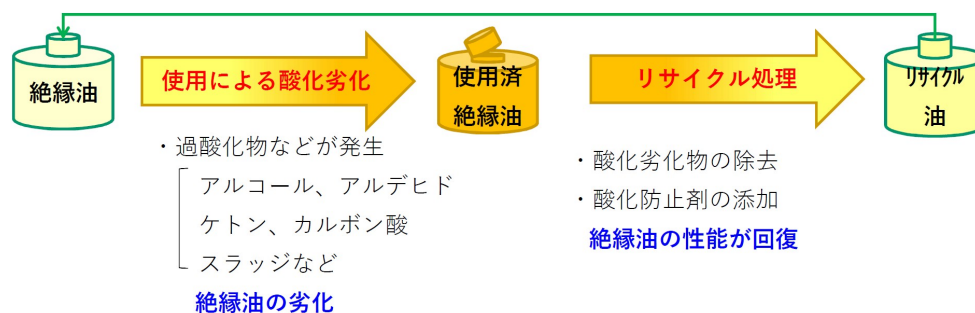 絶縁油
使用による酸化劣化
使用済
絶縁油
リサイクル処理
リサイクル
油
・過酸化物などが発生
アルコール、アルデヒド
ケトン、カルボン酸
スラッジなど
絶縁油の劣化
・酸化劣化物の除去
・酸化防止剤の添加
絶縁油の性能が回復